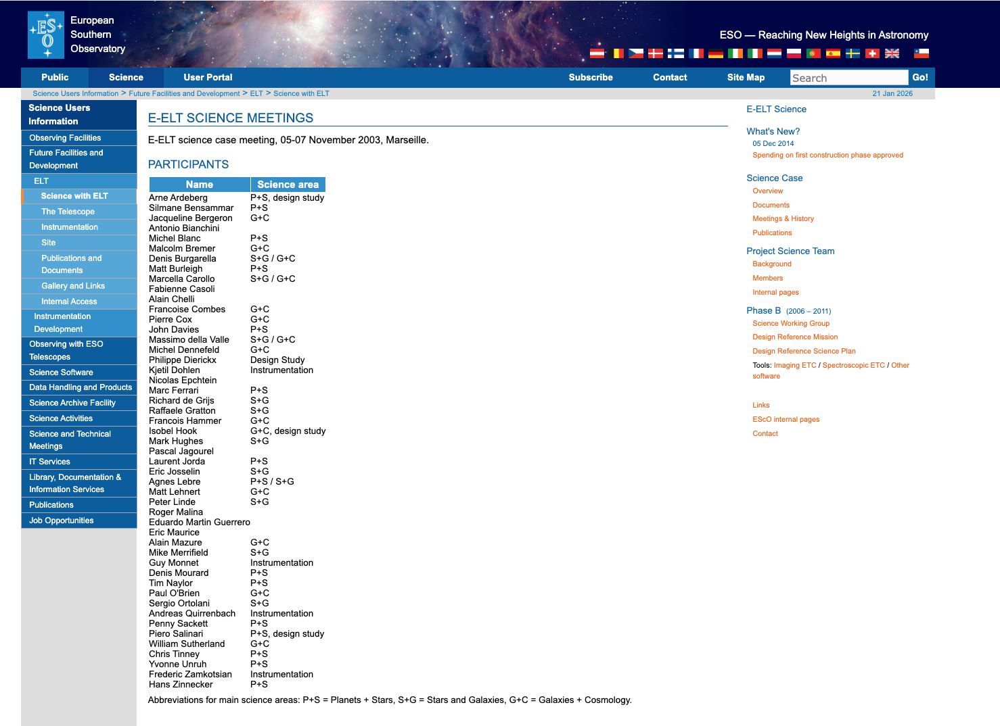 European
Southern
Observatory
ESO
ESO — Reaching New Heights in Astronomy
Public Science User Portal Subscribe Contact Site Map Search Go!
Science Users Information > Future Facilities and Development > ELT > Science with ELT 21 Jan 2026
Science Users
Information
Observing Facilities
Future Facilities and
Development
ELT
Science with ELT
The Telescope
Instrumentation
Site
Publications and
Documents
Gallery and Links
Internal Access
Instrumentation
Development
Observing with ESO
Telescopes
Science Software
Data Handling and Products
Science Archive Facility
Science Activities
Science and Technical
Meetings
IT Services
Library, Documentation &
Information Services
Publications
Job Opportunities
E-ELT SCIENCE MEETINGS
E-ELT science case meeting, 05-07 November 2003, Marseille.
PARTICIPANTS
Name Science area
Arne Ardeberg P+S, design study
Silmane Bensammar P+S
Jacqueline Bergeron G+C
Antonio Bianchini
Michel Blanc P+S
Malcolm Bremer G+C
Denis Burgarella S+G / G+C
Matt Burleigh P+S
Marcella Carollo S+G / G+C
Fabienne Casoli
Alain Chelli
Francoise Combes G+C
Pierre Cox G+C
John Davies P+S
Massimo della Valle S+G / G+C
Michel Dennefeld G+C
Philippe Dierickx Design Study
Kjetil Dohlen Instrumentation
Nicolas Epchtein
Marc Ferrari P+S
Richard de Grijs S+G
Raffaele Gratton S+G
Francois Hammer G+C
Isobel Hook G+C, design study
Mark Hughes S+G
Pascal Jagourel
Laurent Jorda P+S
Eric Josselin S+G
Agnes Lebre P+S / S+G
Matt Lehnert G+C
Peter Linde S+G
Roger Malina
Eduardo Martin Guerrero
Eric Maurice
Alain Mazure G+C
Mike Merrifield S+G
Guy Monnet Instrumentation
Denis Mourard P+S
Tim Naylor P+S
Paul O'Brien G+C
Sergio Ortolani S+G
Andreas Quirrenbach Instrumentation
Penny Sackett P+S
Piero Salinari P+S, design study
William Sutherland G+C
Chris Tinney P+S
Yvonne Unruh P+S
Frederic Zamkotsian Instrumentation
Hans Zinnecker P+S
Abbreviations for main science areas: P+S = Planets + Stars, S+G = Stars and Galaxies, G+C = Galaxies + Cosmology.
E-ELT Science
What's New?
05 Dec 2014
Spending on first construction phase approved
Science Case
Overview
Documents
Meetings & History
Publications
Project Science Team
Background
Members
Internal pages
Phase B (2006 – 2011)
Science Working Group
Design Reference Mission
Design Reference Science Plan
Tools: Imaging ETC / Spectroscopic ETC / Other
software
Links
EScO internal pages
Contact